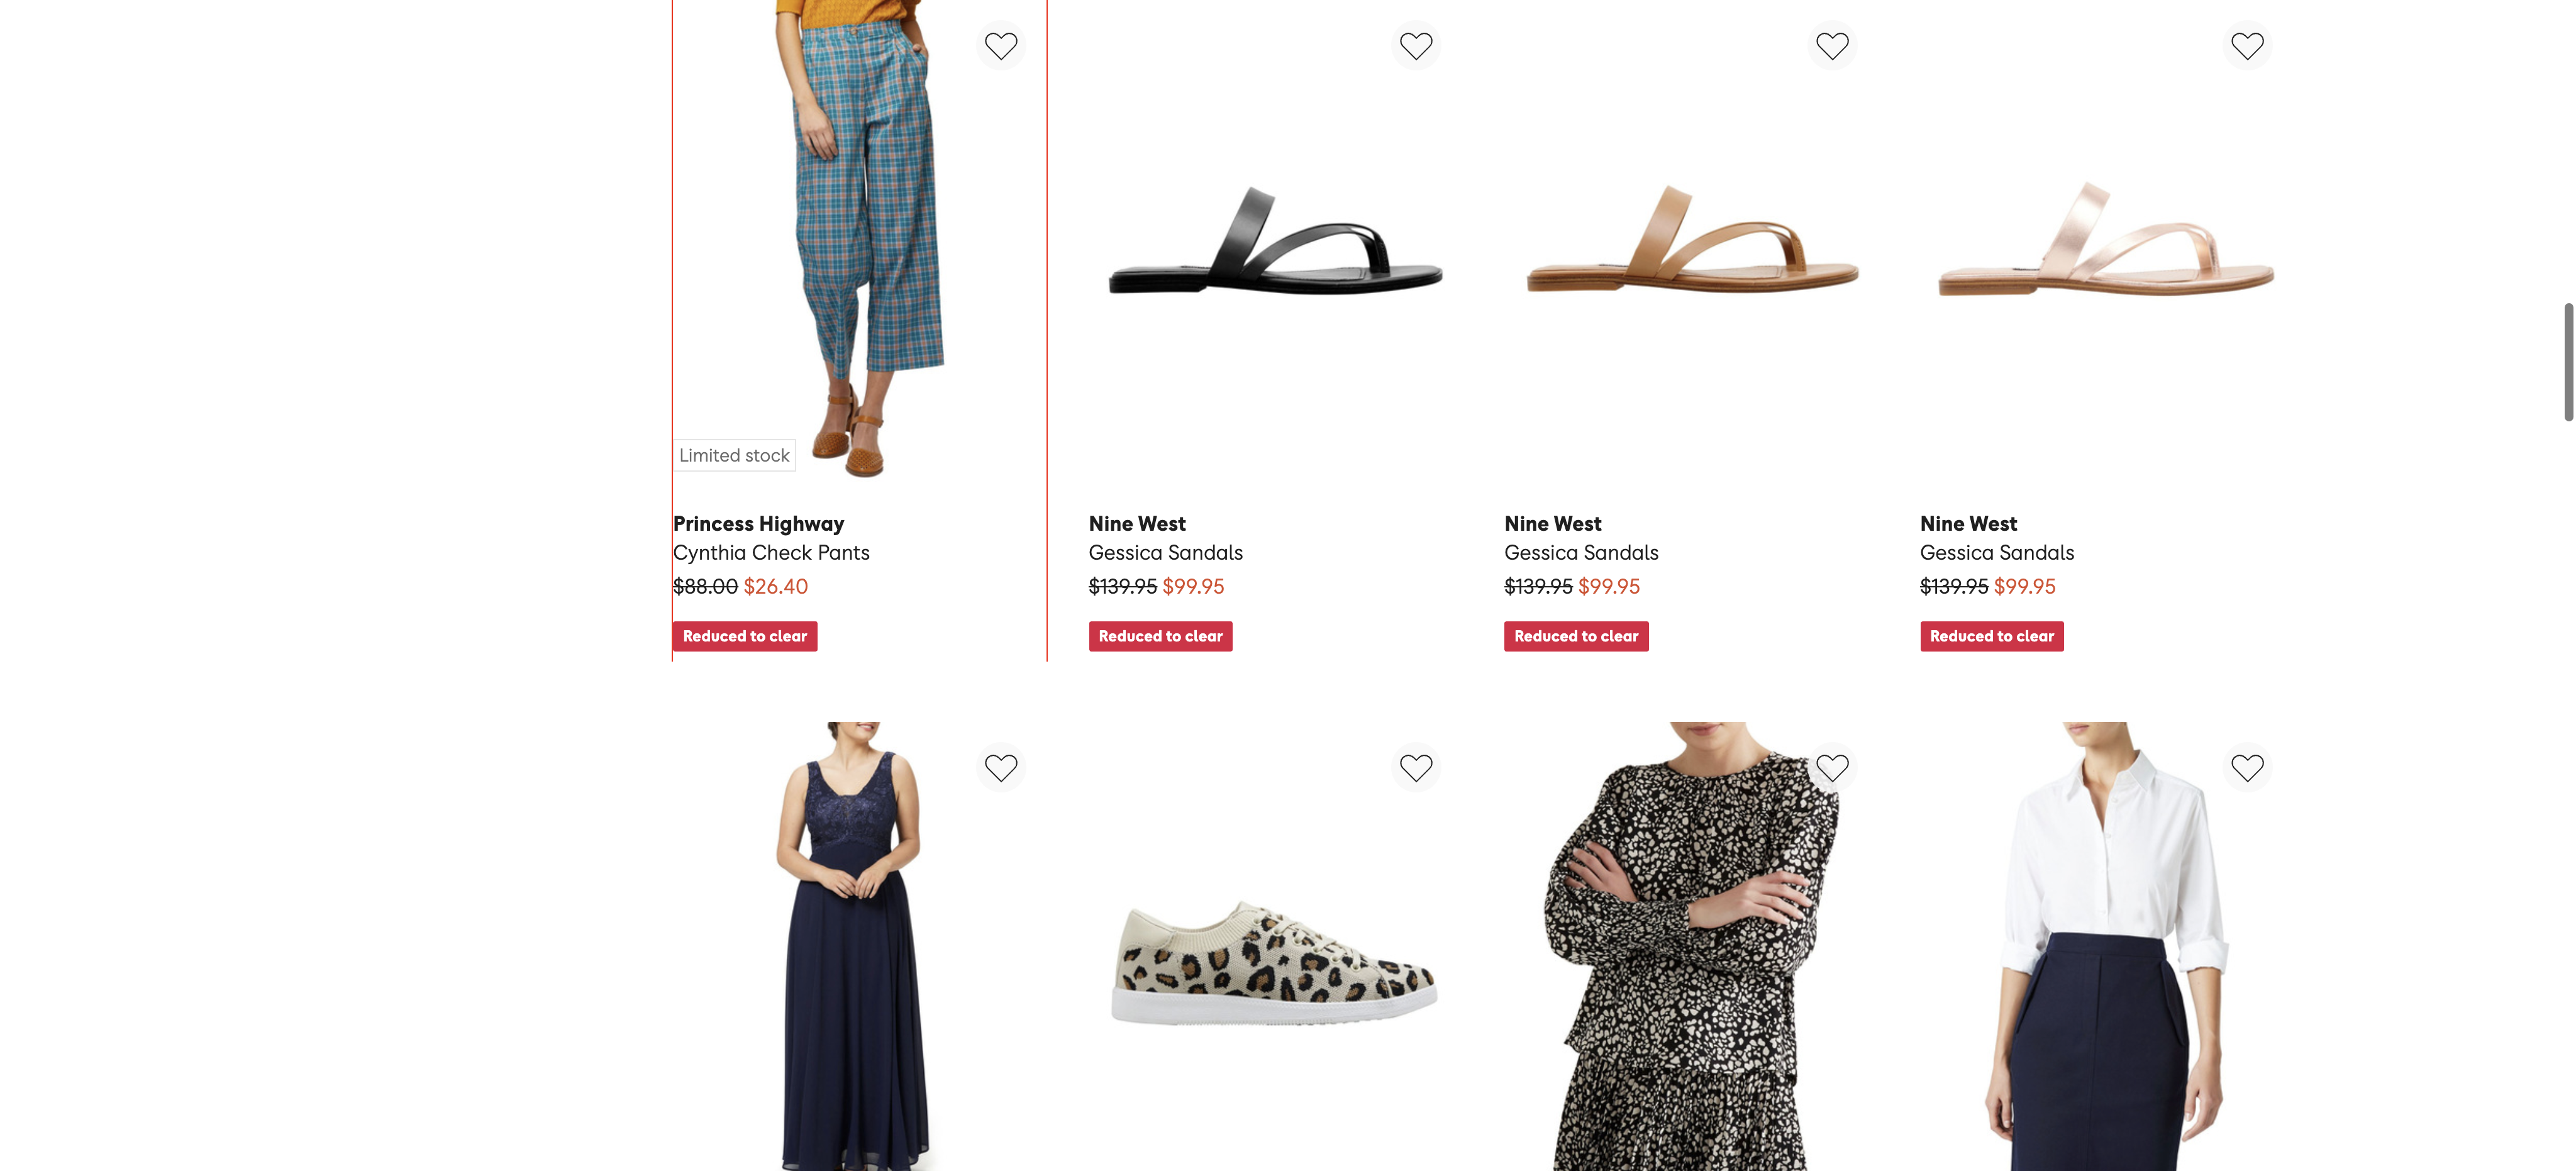 Limited stock
Princess Highway
Cynthia Check Pants
$88.00 $26.40
Reduced to clear
Nine West
Gessica Sandals
$139.95 $99.95
Reduced to clear
Nine West
Gessica Sandals
$139.95 $99.95
Reduced to clear
Nine West
Gessica Sandals
$139.95 $99.95
Reduced to clear